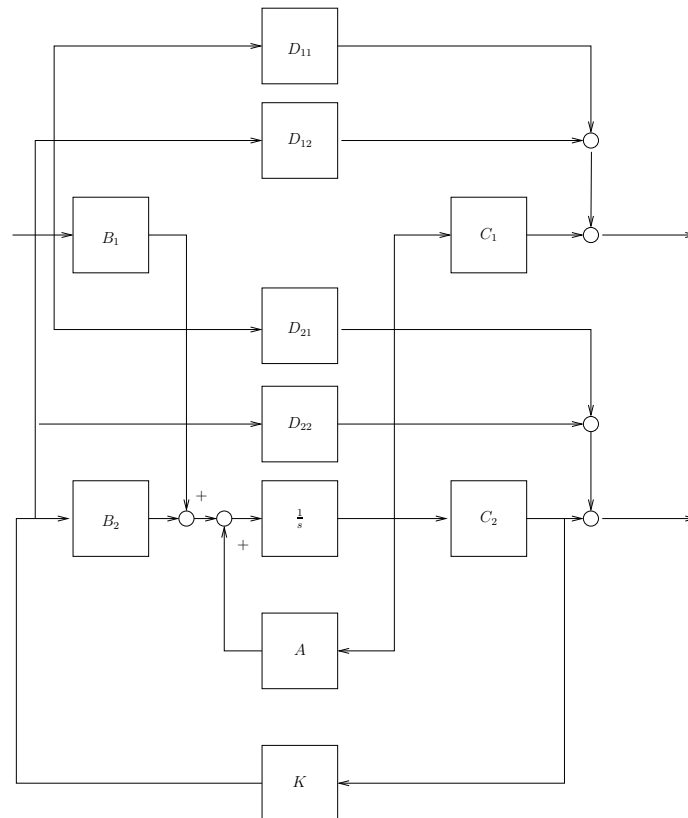 D₁₁
D₁₂
B₁
C₁
D₂₁
D₂₂
+
B₂
1/s
C₂
+
A
K